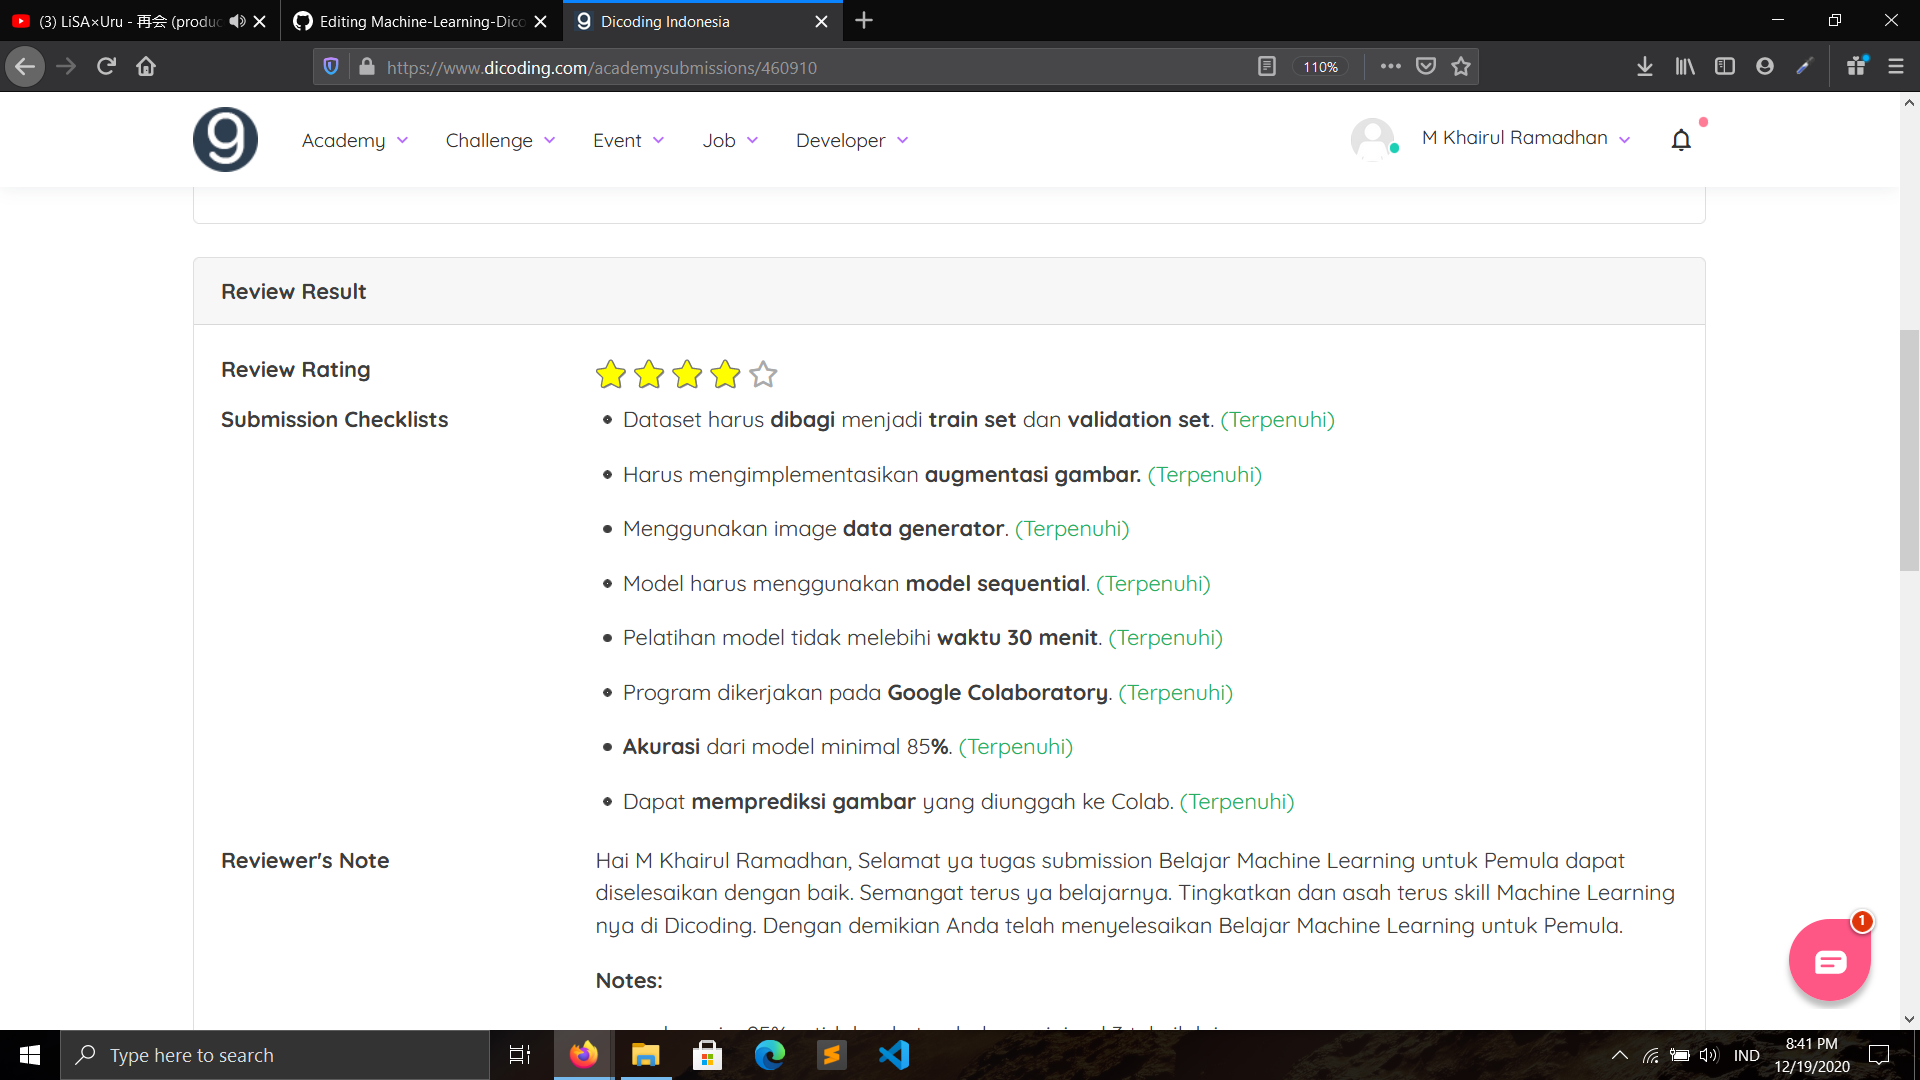 (3) LiSA×Uru - 再会 (produc
Editing Machine-Learning-Dico
Dicoding Indonesia
https://www.dicoding.com/academysubmissions/460910
110%
Academy
Challenge
Event
Job
Developer
M Khairul Ramadhan
Review Result
Review Rating
Submission Checklists
Dataset harus dibagi menjadi train set dan validation set. (Terpenuhi)
Harus mengimplementasikan augmentasi gambar. (Terpenuhi)
Menggunakan image data generator. (Terpenuhi)
Model harus menggunakan model sequential. (Terpenuhi)
Pelatihan model tidak melebihi waktu 30 menit. (Terpenuhi)
Program dikerjakan pada Google Colaboratory. (Terpenuhi)
Akurasi dari model minimal 85%. (Terpenuhi)
Dapat memprediksi gambar yang diunggah ke Colab. (Terpenuhi)
Reviewer's Note
Hai M Khairul Ramadhan, Selamat ya tugas submission Belajar Machine Learning untuk Pemula dapat
diselesaikan dengan baik. Semangat terus ya belajarnya. Tingkatkan dan asah terus skill Machine Learning
nya di Dicoding. Dengan demikian Anda telah menyelesaikan Belajar Machine Learning untuk Pemula.
Notes:
1
Type here to search
IND
8:41 PM
12/19/2020